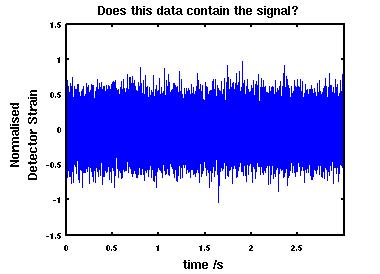 Does this data contain the signal?
1.5
1
0.5
0
-0.5
-1
-1.5
Normalised
Detector Strain
0 0.5 1 1.5 2 2.5
time /s